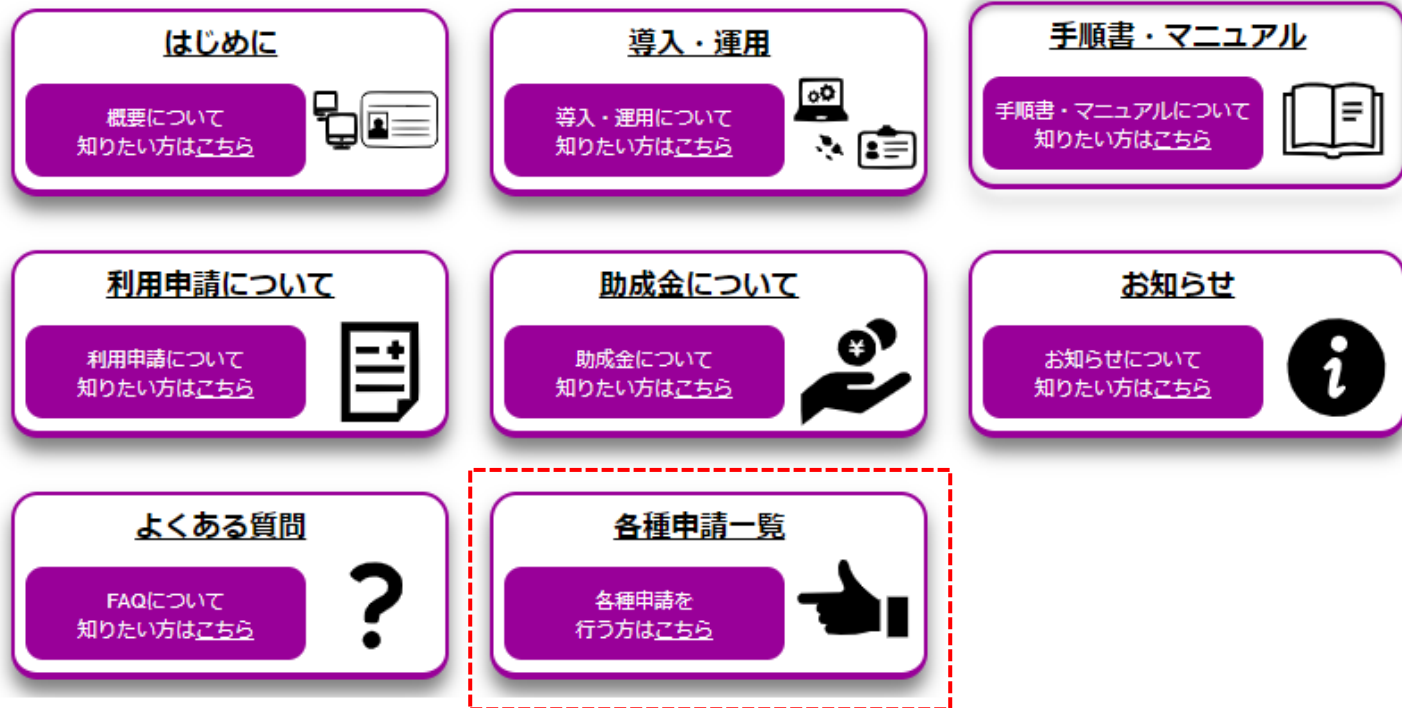 はじめに
概要について
知りたい方はこちら
導入・運用
導入・運用について
知りたい方はこちら
手順書・マニュアル
手順書・マニュアルについて
知りたい方はこちら
利用申請について
利用申請について
知りたい方はこちら
助成金について
¥
助成金について
知りたい方はこちら
お知らせ
お知らせについて
知りたい方はこちら
i
よくある質問
FAQについて
知りたい方はこちら
?
各種申請一覧
各種申請を
行う方はこちら